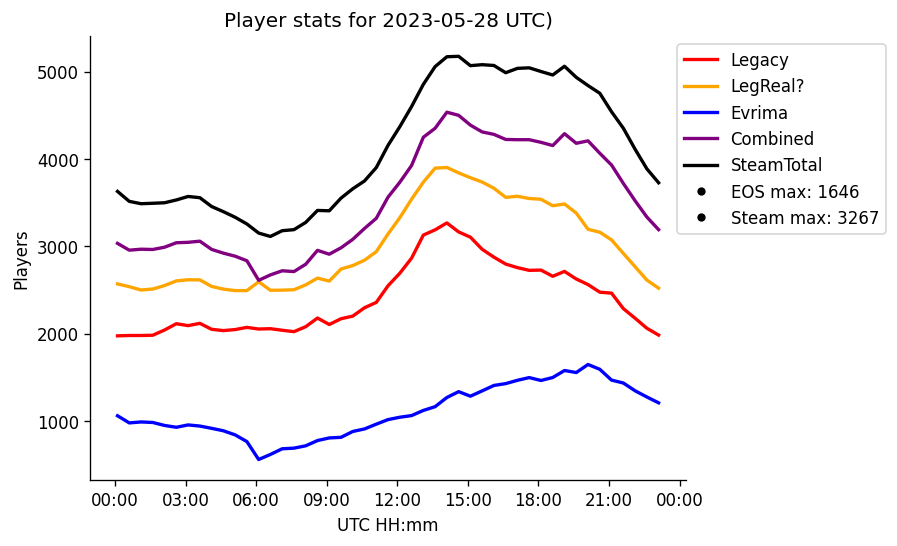 Player stats for 2023-05-28 UTC)
Legacy
LegReal?
Evrima
Combined
SteamTotal
EOS max: 1646
Steam max: 3267
Players
5000
4000
3000
2000
1000
00:00 03:00 06:00 09:00 12:00 15:00 18:00 21:00 00:00
UTC HH:mm